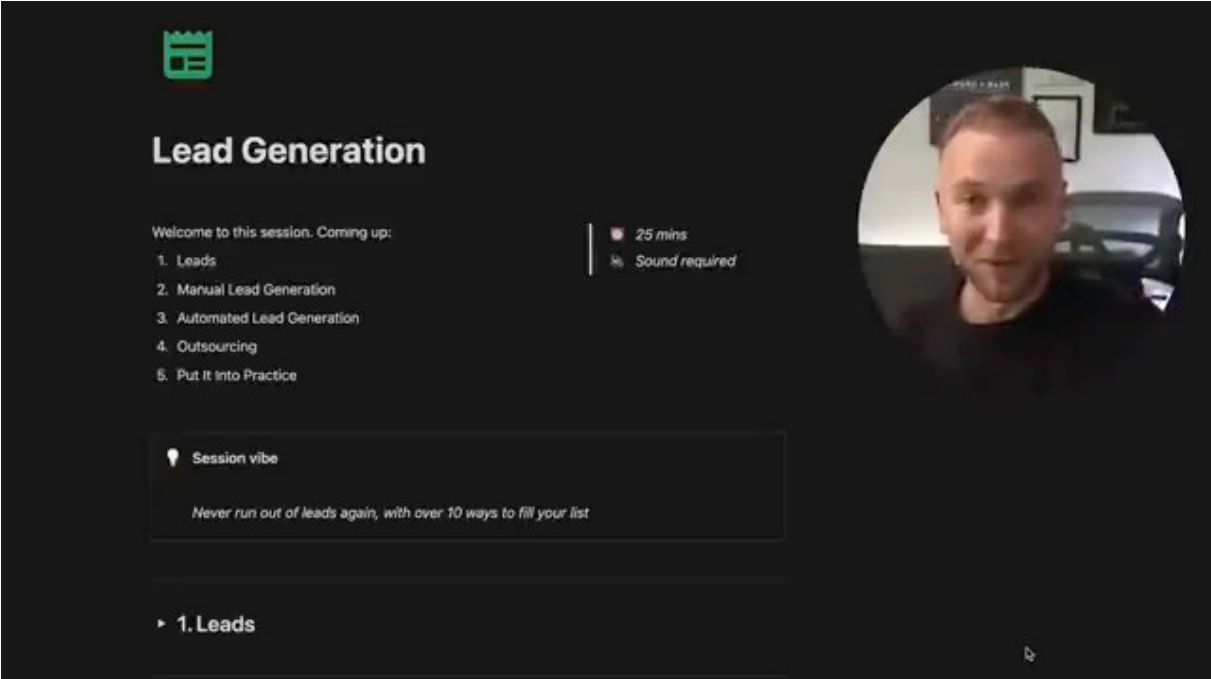 Lead Generation
Welcome to this session. Coming up:
1. Leads
2. Manual Lead Generation
3. Automated Lead Generation
4. Outsourcing
5. Put It Into Practice
25 mins
Sound required
Session vibe
Never run out of leads again, with over 10 ways to fill your list
1. Leads